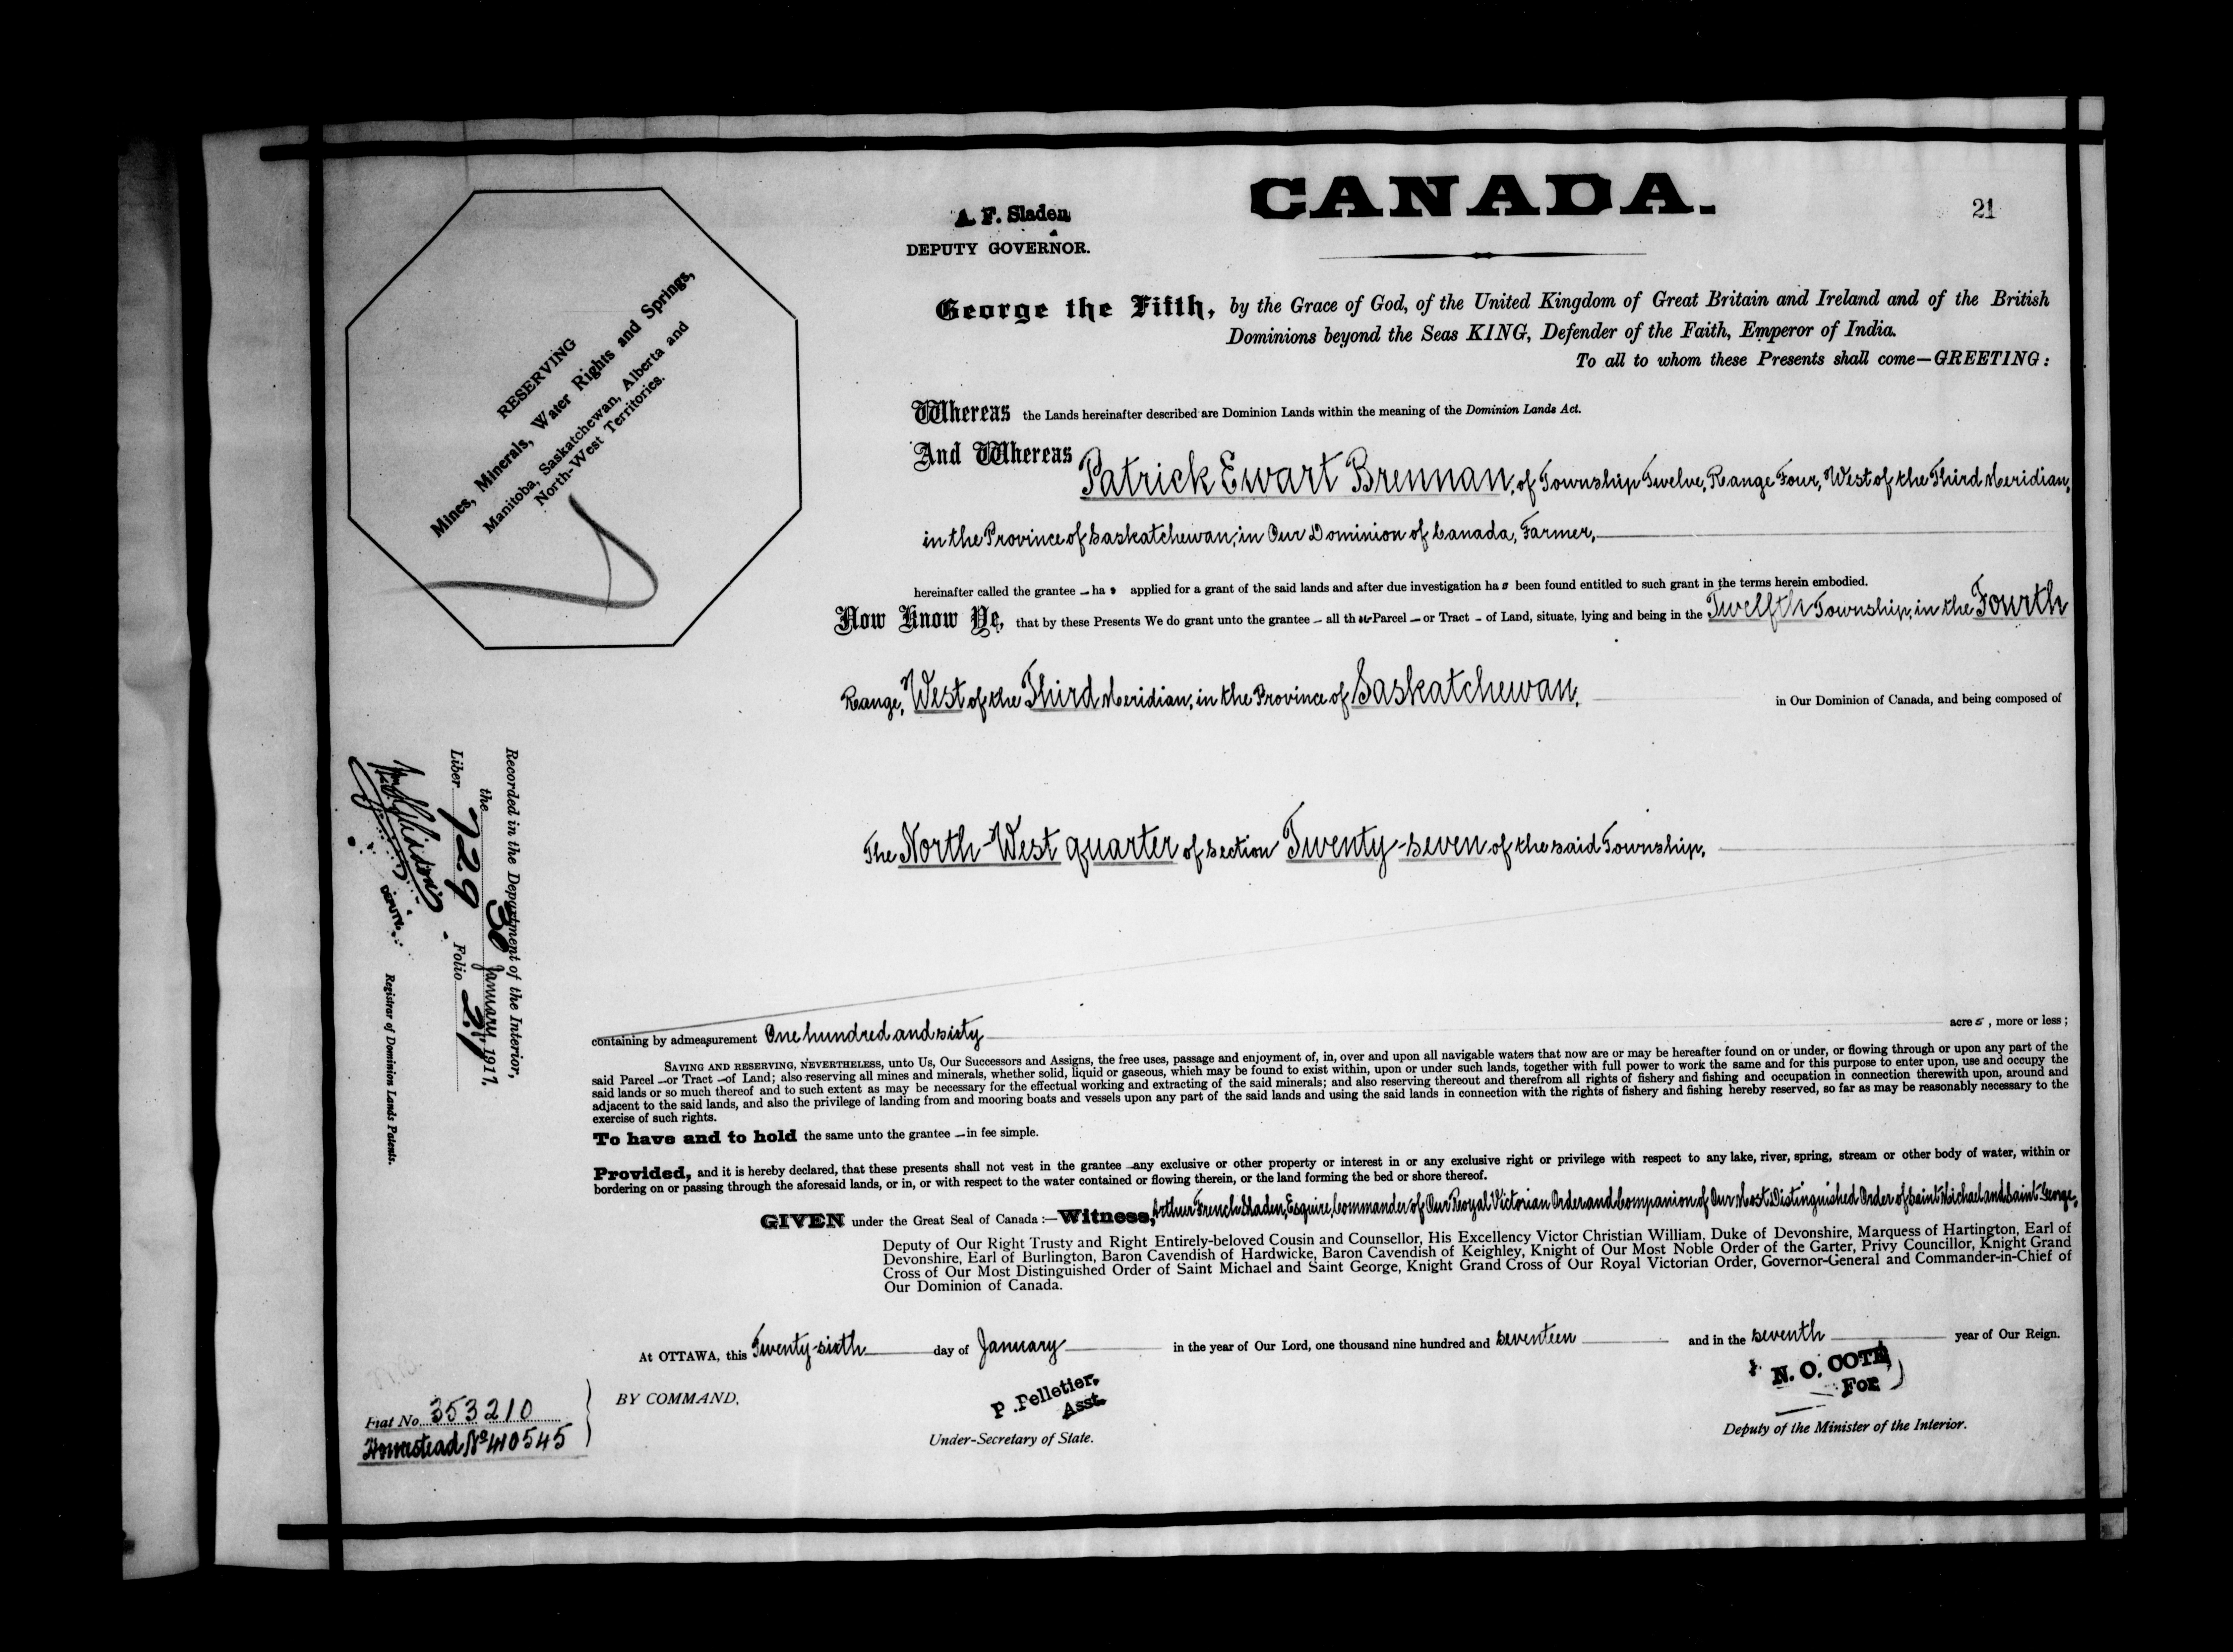 CANADA.
21
A. F. Sladen
DEPUTY GOVERNOR.
RESERVING
Mines, Minerals, Water Rights and Springs,
Manitoba, Saskatchewan, Alberta and
North-West Territories.
George the Fifth, by the Grace of God, of the United Kingdom of Great Britain and Ireland and of the British
Dominions beyond the Seas KING, Defender of the Faith, Emperor of India.
To all to whom these Presents shall come—GREETING:
Whereas the Lands hereinafter described are Dominion Lands within the meaning of the Dominion Lands Act.
And Whereas Patrick Ewart Brennan, of Township Twelve, Range Four, West of the Third Meridian,
in the Province of Saskatchewan, in Our Dominion of Canada, Farmer,
hereinafter called the grantee — has applied for a grant of the said lands and after due investigation has been found entitled to such grant in the terms herein embodied.
Now Know Ye, that by these Presents We do grant unto the grantee — all that Parcel — or Tract — of Land, situate, lying and being in the Twelfth Township, in the Fourth
Range, West of the Third Meridian, in the Province of Saskatchewan, in Our Dominion of Canada, and being composed of
The North-West quarter of section Twenty-seven of the said Township,
Recorded in the Department of the Interior,
the 30 January, 1917,
Liber 729 Folio 21
DEPUTY
Registrar of Dominion Lands Patents.
containing by admeasurement One hundred and sixty acres, more or less;
SAVING AND RESERVING, NEVERTHELESS, unto Us, Our Successors and Assigns, the free uses, passage and enjoyment of, in, over and upon all navigable waters that now are or may be hereafter found on or under, or flowing through or upon any part of the
said Parcel — or Tract — of Land; also reserving all mines and minerals, whether solid, liquid or gaseous, which may be found to exist within, upon or under such lands, together with full power to work the same and for this purpose to enter upon, use and occupy the
said lands or so much thereof and to such extent as may be necessary for the effectual working and extracting of the said minerals; and also reserving thereout and therefrom all rights of fishery and fishing and occupation in connection therewith upon, around and
adjacent to the said lands, and also the privilege of landing from and mooring boats and vessels upon any part of the said lands and using the said lands in connection with the rights of fishery and fishing hereby reserved, so far as may be reasonably necessary to the
exercise of such rights.
To have and to hold the same unto the grantee — in fee simple.
Provided, and it is hereby declared, that these presents shall not vest in the grantee — any exclusive or other property or interest in or any exclusive right or privilege with respect to any lake, river, spring, stream or other body of water, within or
bordering on or passing through the aforesaid lands, or in, or with respect to the water contained or flowing therein, or the land forming the bed or shore thereof.
GIVEN under the Great Seal of Canada:—Witness, Arthur French Sladen, Esquire, Commander of Our Royal Victorian Order and Companion of Our Most Distinguished Order of Saint Michael and Saint George,
Deputy of Our Right Trusty and Right Entirely-beloved Cousin and Counsellor, His Excellency Victor Christian William, Duke of Devonshire, Marquess of Hartington, Earl of
Devonshire, Earl of Burlington, Baron Cavendish of Hardwicke, Baron Cavendish of Keighley, Knight of Our Most Noble Order of the Garter, Privy Councillor, Knight Grand
Cross of Our Most Distinguished Order of Saint Michael and Saint George, Knight Grand Cross of Our Royal Victorian Order, Governor-General and Commander-in-Chief of
Our Dominion of Canada.
At OTTAWA, this Twenty-sixth day of January in the year of Our Lord, one thousand nine hundred and seventeen and in the seventh year of Our Reign.
Fiat No. 353210
Homestead No 440545
BY COMMAND,
P. Pelletier,
Asst.
Under-Secretary of State.
N. O. COTE
For
Deputy of the Minister of the Interior.